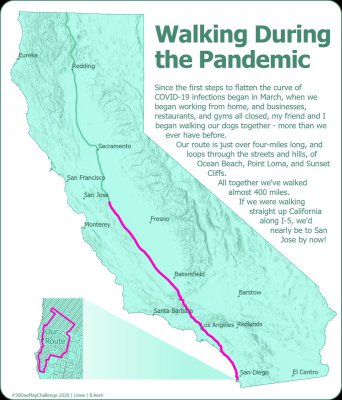 Walking During
the Pandemic
Since the first steps to flatten the curve of
COVID-19 infections began in March, when we
began working from home, and businesses,
restaurants, and gyms all closed, my friend and I
began walking our dogs together - more than we
ever have before.
Our route is just over four-miles long, and
loops through the streets and hills, of
Ocean Beach, Point Loma, and Sunset
Cliffs.
All together we've walked
almost 400 miles.
If we were walking
straight up California
along I-5, we'd
nearly be to San
Jose by now!
Eureka
Redding
Sacramento
San Francisco
San Jose
Monterey
Fresno
Bakersfield
Barstow
Santa Barbara
Los Angeles
Redlands
San Diego
El Centro
Our
Route
#30DayMapChallenge 2020 | Linee | B Kent